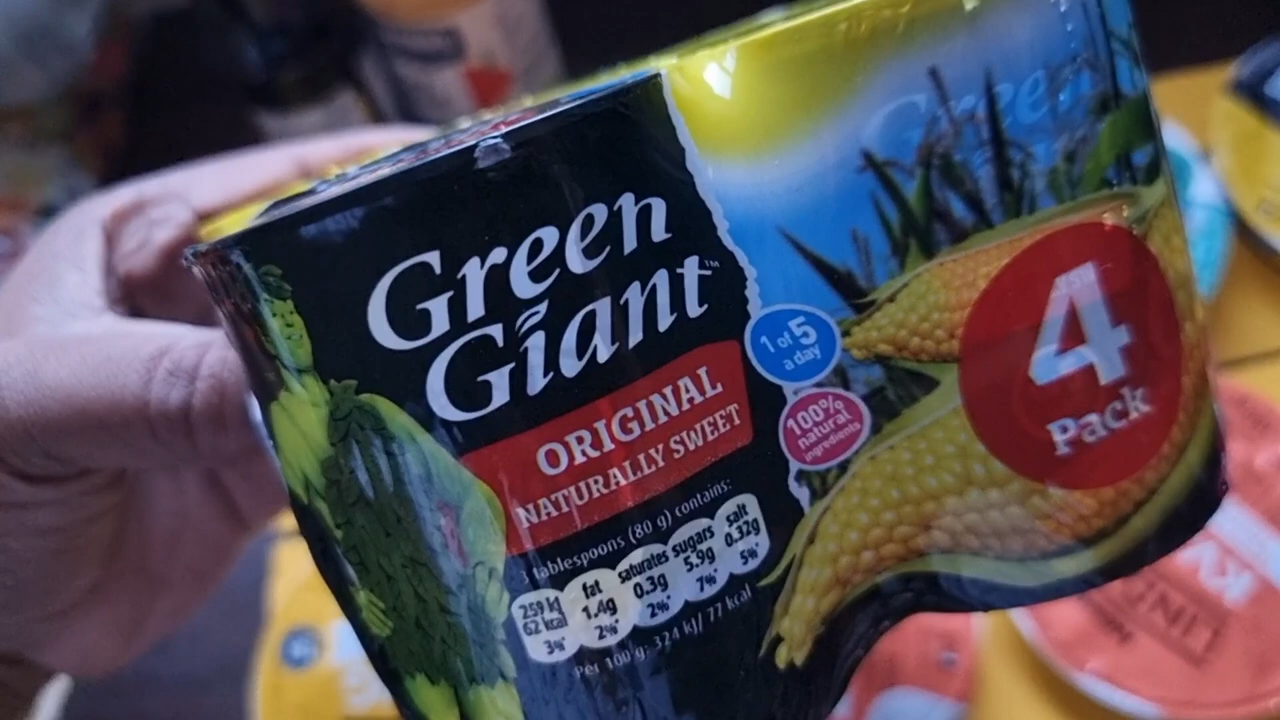 Green
Giant™
ORIGINAL
NATURALLY SWEET
3 tablespoons (80 g) contains:
259 kJ
62 kcal
3%*
fat
1.4g
2%*
saturates
0.3g
2%*
sugars
5.9g
7%*
salt
0.32g
5%*
Per 100 g: 324 kJ/ 77 kcal
1 of 5
a day
100%
natural
ingredients
4
Pack
Green